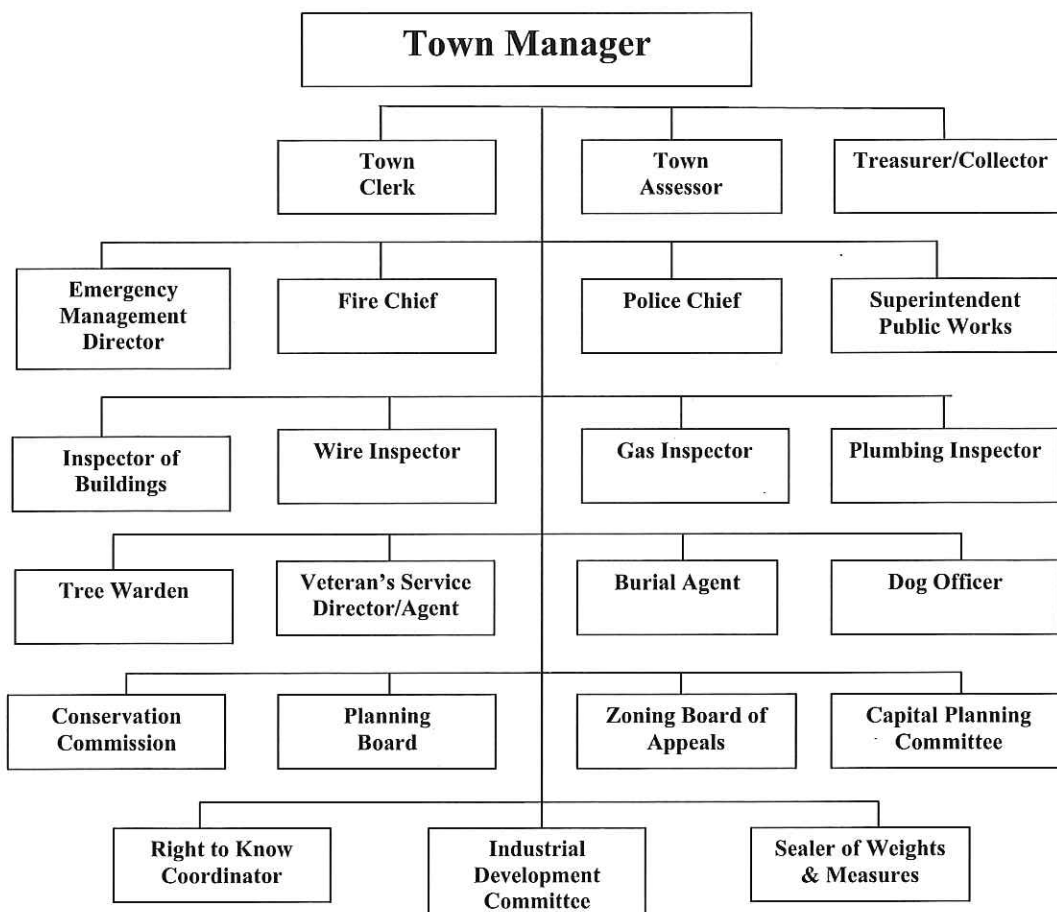 Town Manager
Town
Clerk
Town
Assessor
Treasurer/Collector
Emergency
Management
Director
Fire Chief
Police Chief
Superintendent
Public Works
Inspector of
Buildings
Wire Inspector
Gas Inspector
Plumbing Inspector
Tree Warden
Veteran's Service
Director/Agent
Burial Agent
Dog Officer
Conservation
Commission
Planning
Board
Zoning Board of
Appeals
Capital Planning
Committee
Right to Know
Coordinator
Industrial
Development
Committee
Sealer of Weights
& Measures